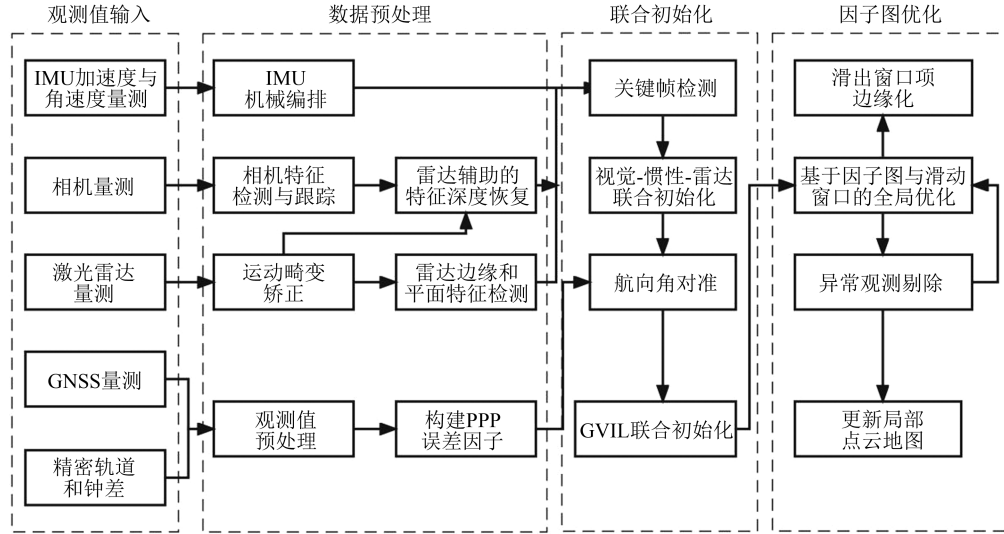 观测值输入
数据预处理
联合初始化
因子图优化
IMU加速度与
角速度量测
IMU
机械编排
关键帧检测
滑出窗口项
边缘化
相机量测
相机特征
检测与跟踪
雷达辅助的
特征深度恢复
视觉-惯性-雷达
联合初始化
基于因子图与滑动
窗口的全局优化
激光雷达
量测
运动畸变
矫正
雷达边缘和
平面特征检测
航向角对准
异常观测剔除
GNSS量测
观测值
预处理
构建PPP
误差因子
GVIL联合初始化
更新局部
点云地图
精密轨道
和钟差